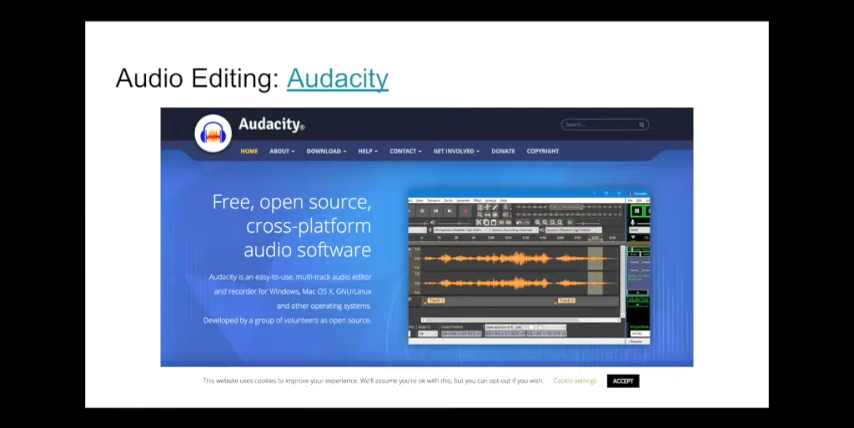 Audio Editing: Audacity
Audacity®
Search...
HOME ABOUT DOWNLOAD HELP CONTACT GET INVOLVED DONATE COPYRIGHT
Free, open source,
cross-platform
audio software
Audacity is an easy-to-use, multi-track audio editor
and recorder for Windows, Mac OS X, GNU/Linux
and other operating systems.
Developed by a group of volunteers as open source.
This website uses cookies to improve your experience. We'll assume you're ok with this, but you can opt-out if you wish. Cookie settings ACCEPT